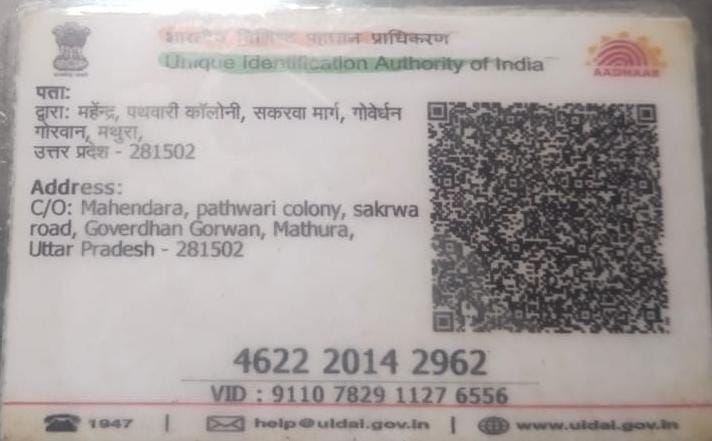 भारतीय विशिष्ट पहचान प्राधिकरण
Unique Identification Authority of India
AADHAAR
पता:
द्वारा: महेंन्द्र, पथवारी कॉलोनी, सकरवा मार्ग, गोवेर्धन
गोरवान, मथुरा,
उत्तर प्रदेश - 281502
Address:
C/O: Mahendara, pathwari colony, sakrwa
road, Goverdhan Gorwan, Mathura,
Uttar Pradesh - 281502
4622 2014 2962
VID : 9110 7829 1127 6556
1947 | help@uidai.gov.in | www.uidai.gov.in